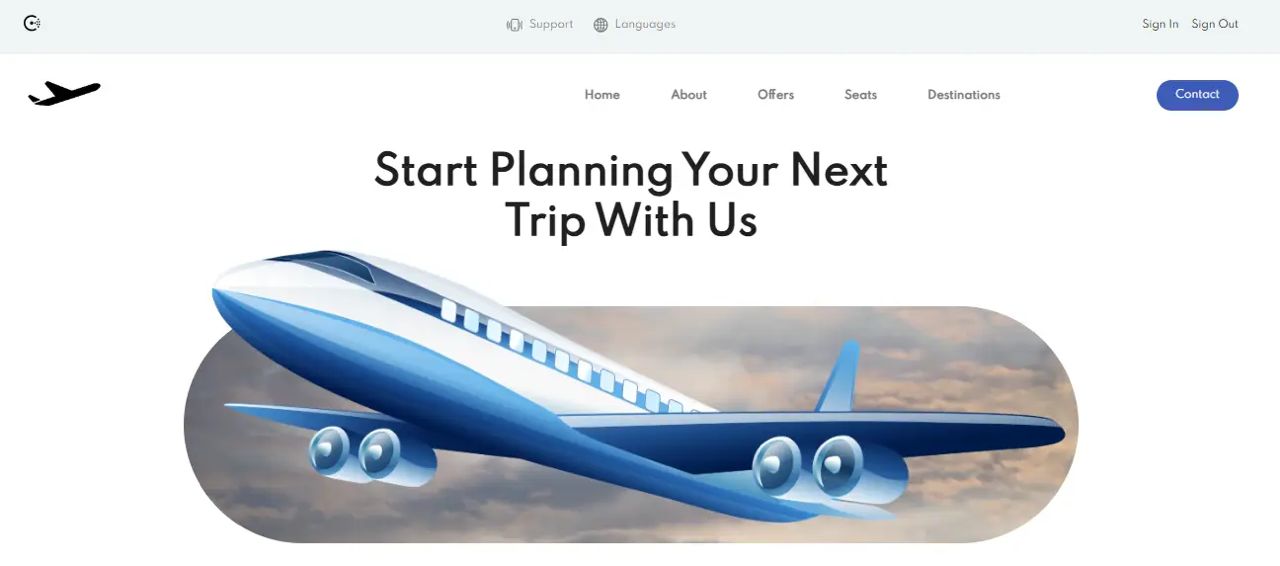 Support Languages Sign In Sign Out
Home About Offers Seats Destinations Contact
Start Planning Your Next
Trip With Us